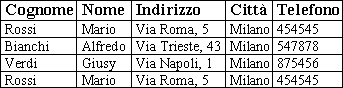 Cognome Nome Indirizzo Città Telefono
Rossi Mario Via Roma, 5 Milano 454545
Bianchi Alfredo Via Trieste, 43 Milano 547878
Verdi Giusy Via Napoli, 1 Milano 875456
Rossi Mario Via Roma, 5 Milano 454545